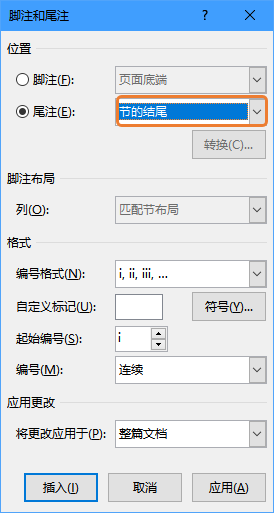 脚注和尾注 ?
位置
脚注(F): 页面底端
尾注(E): 节的结尾
转换(C)...
脚注布局
列(O): 匹配节布局
格式
编号格式(N): i, ii, iii, ...
自定义标记(U): 符号(Y)...
起始编号(S): i
编号(M): 连续
应用更改
将更改应用于(P): 整篇文档
插入(I) 取消 应用(A)